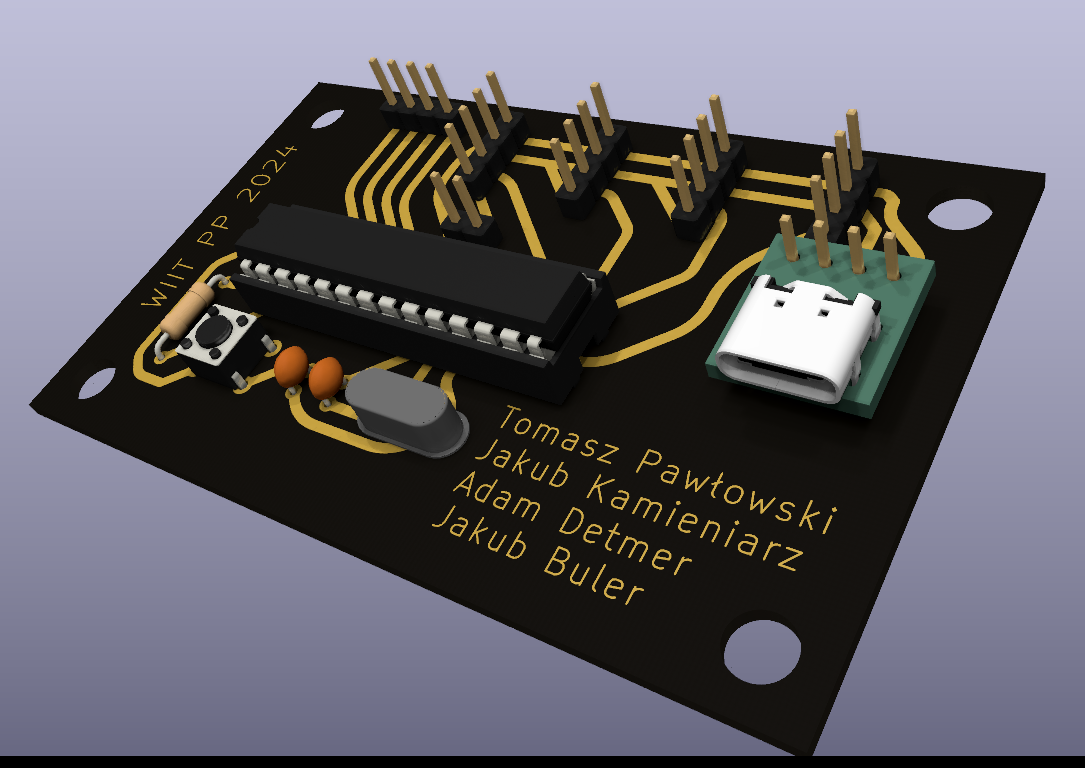 WIIT PP 2024
Tomasz Pawłowski
Jakub Kamieniarz
Adam Detmer
Jakub Buler